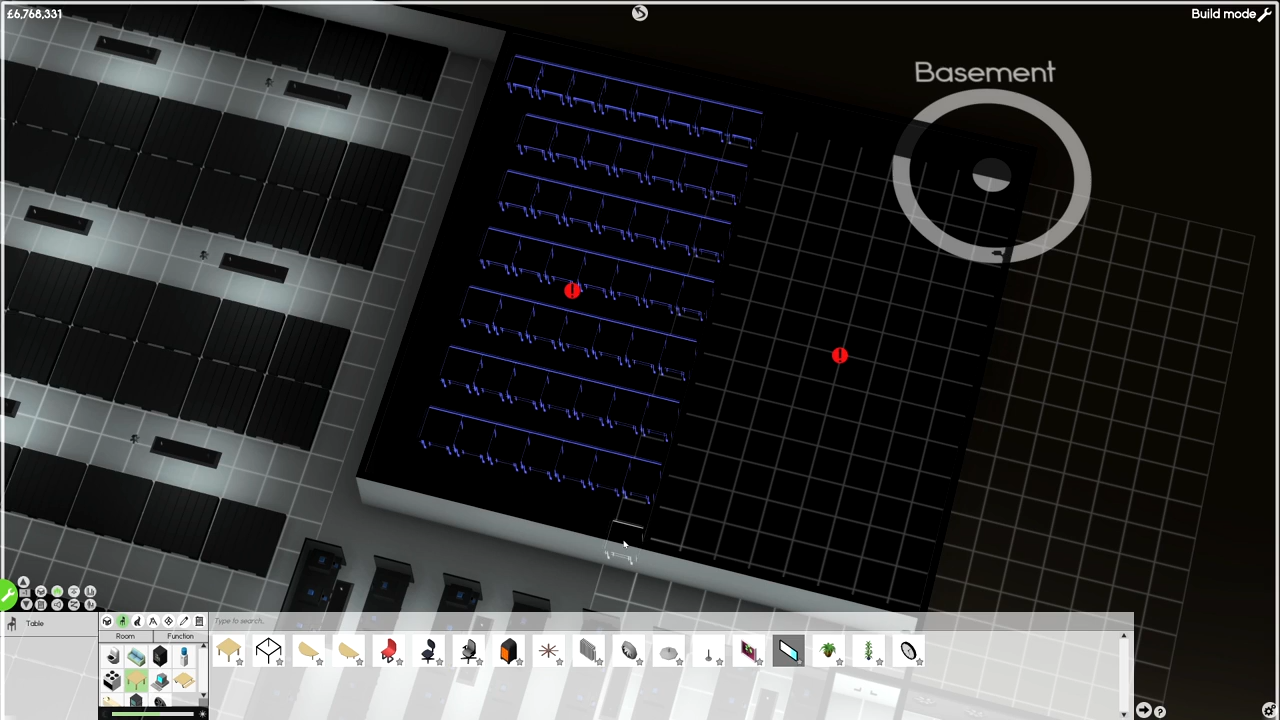 £6,768,331
Build mode
Basement
Table
Type to search..
Room
Function